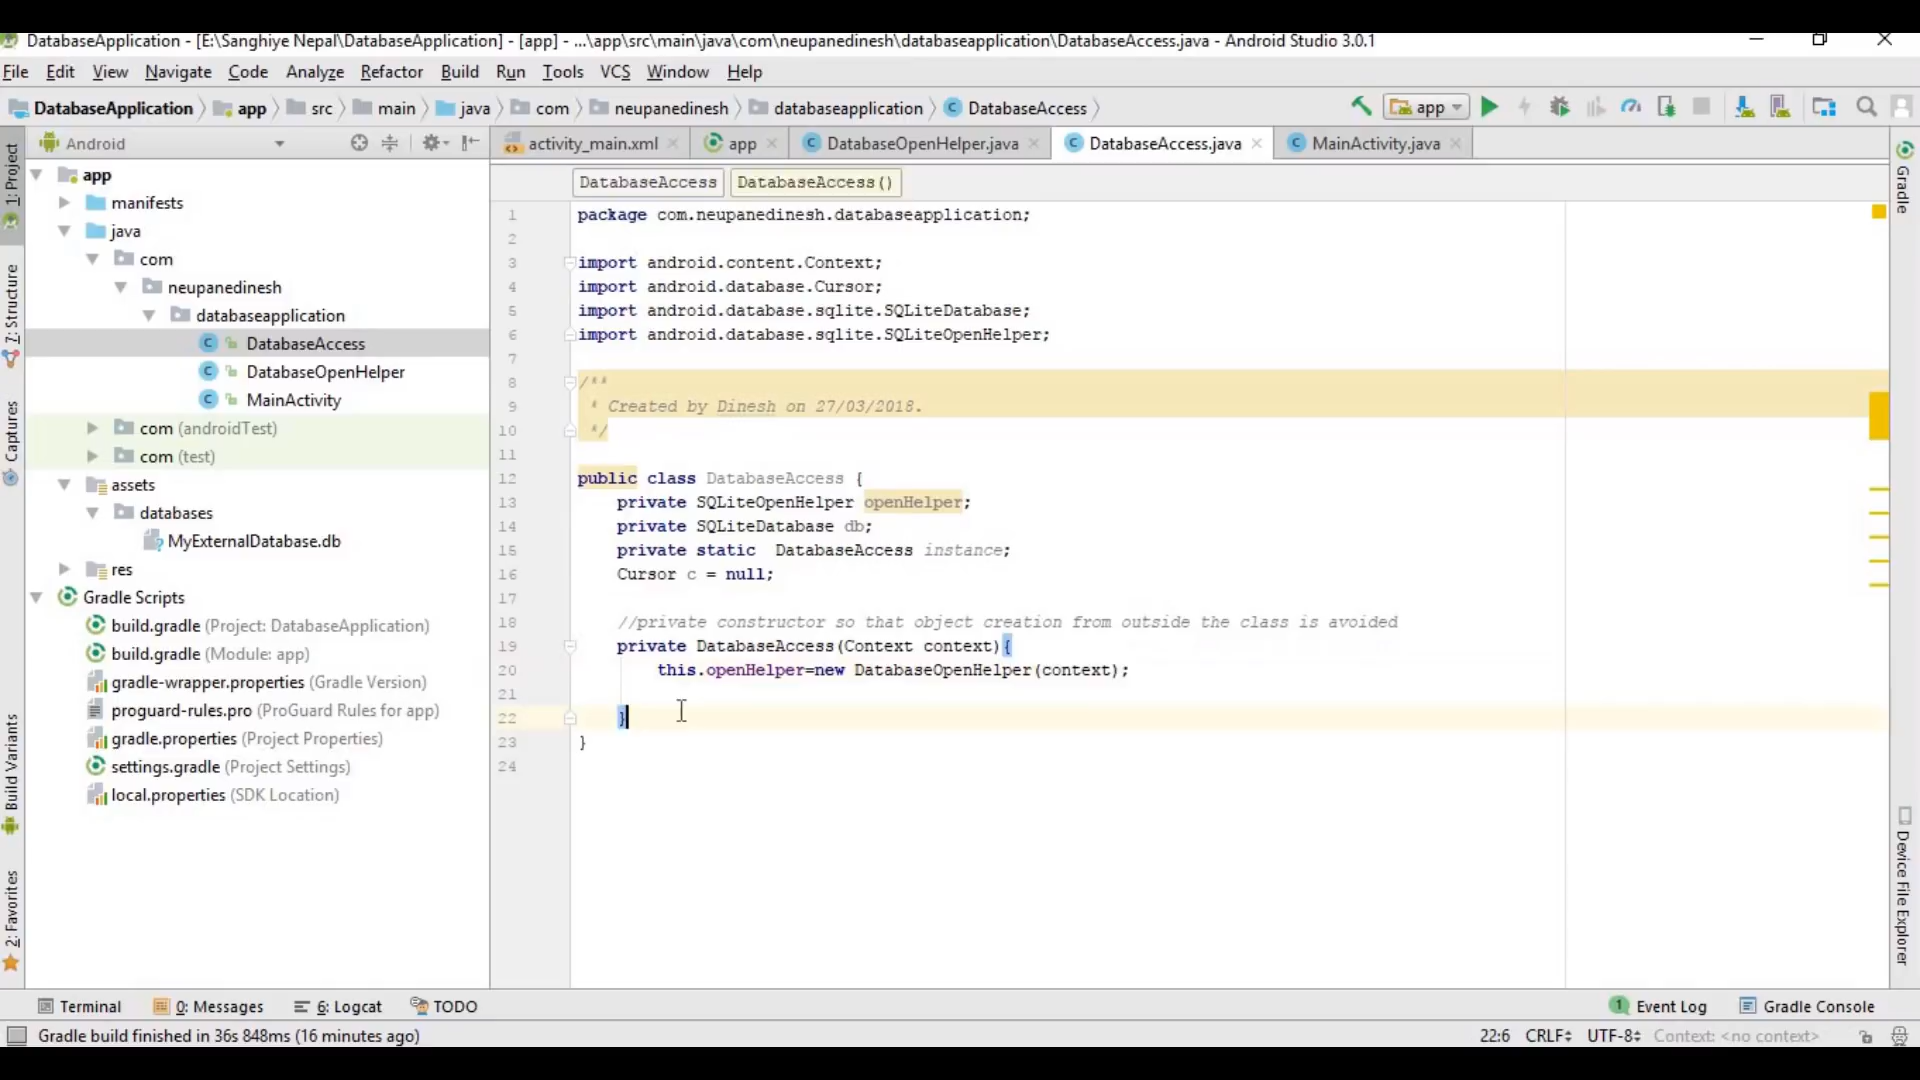 DatabaseApplication - [E:\Sanghiye Nepal\DatabaseApplication] - [app] - ...\app\src\main\java\com\neupanedinesh\databaseapplication\DatabaseAccess.java - Android Studio 3.0.1
File Edit View Navigate Code Analyze Refactor Build Run Tools VCS Window Help
DatabaseApplication app src main java com neupanedinesh databaseapplication DatabaseAccess app
1: Project
7: Structure
Captures
Build Variants
2: Favorites
Android
app
manifests
java
com
neupanedinesh
databaseapplication
DatabaseAccess
DatabaseOpenHelper
MainActivity
com (androidTest)
com (test)
assets
databases
MyExternalDatabase.db
res
Gradle Scripts
build.gradle (Project: DatabaseApplication)
build.gradle (Module: app)
gradle-wrapper.properties (Gradle Version)
proguard-rules.pro (ProGuard Rules for app)
gradle.properties (Project Properties)
settings.gradle (Project Settings)
local.properties (SDK Location)
activity_main.xml app DatabaseOpenHelper.java DatabaseAccess.java MainActivity.java
DatabaseAccess DatabaseAccess()
1 package com.neupanedinesh.databaseapplication;
2
3 import android.content.Context;
4 import android.database.Cursor;
5 import android.database.sqlite.SQLiteDatabase;
6 import android.database.sqlite.SQLiteOpenHelper;
7
8 /**
9 * Created by Dinesh on 27/03/2018.
10 */
11
12 public class DatabaseAccess {
13 private SQLiteOpenHelper openHelper;
14 private SQLiteDatabase db;
15 private static DatabaseAccess instance;
16 Cursor c = null;
17
18 //private constructor so that object creation from outside the class is avoided
19 private DatabaseAccess(Context context){
20 this.openHelper=new DatabaseOpenHelper(context);
21
22 }
23 }
24
Gradle
Device File Explorer
Terminal 0: Messages 6: Logcat TODO 1 Event Log Gradle Console
Gradle build finished in 36s 848ms (16 minutes ago) 22:6 CRLF UTF-8 Context: <no context>